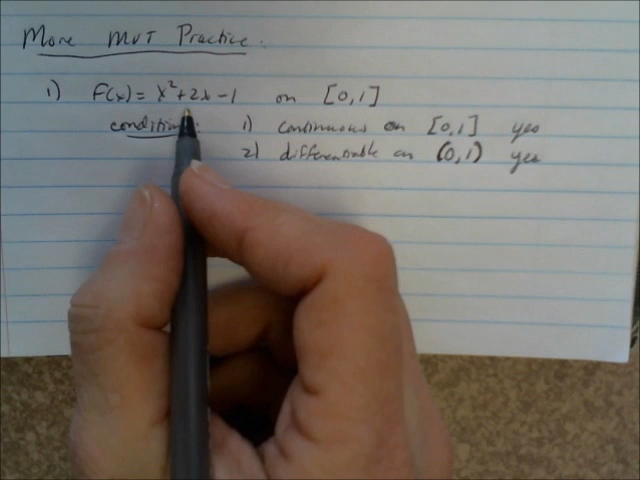 More MVT Practice.
1) F(x) = x² + 2x - 1 on [0,1]
conditions: 1) continuous on [0,1] yes
2) differentiable on (0,1) yes